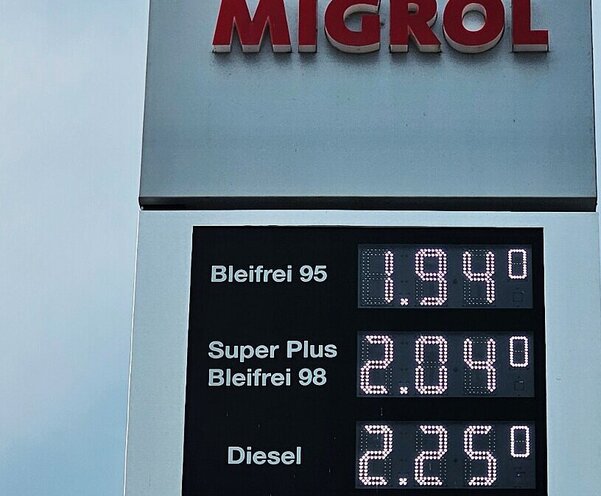 MIGROL
Bleifrei 95 1.94⁰
Super Plus
Bleifrei 98 2.04⁰
Diesel 2.25⁰